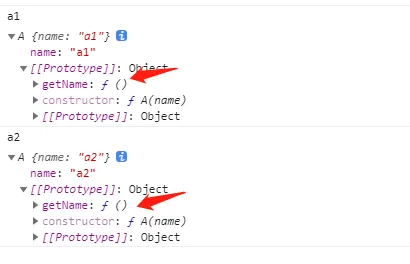 a1
▼ A {name: "a1"} i
name: "a1"
▼ [[Prototype]]: Object
▶ getName: ƒ ()
▶ constructor: ƒ A(name)
▶ [[Prototype]]: Object
a2
▼ A {name: "a2"} i
name: "a2"
▼ [[Prototype]]: Object
▶ getName: ƒ ()
▶ constructor: ƒ A(name)
▶ [[Prototype]]: Object